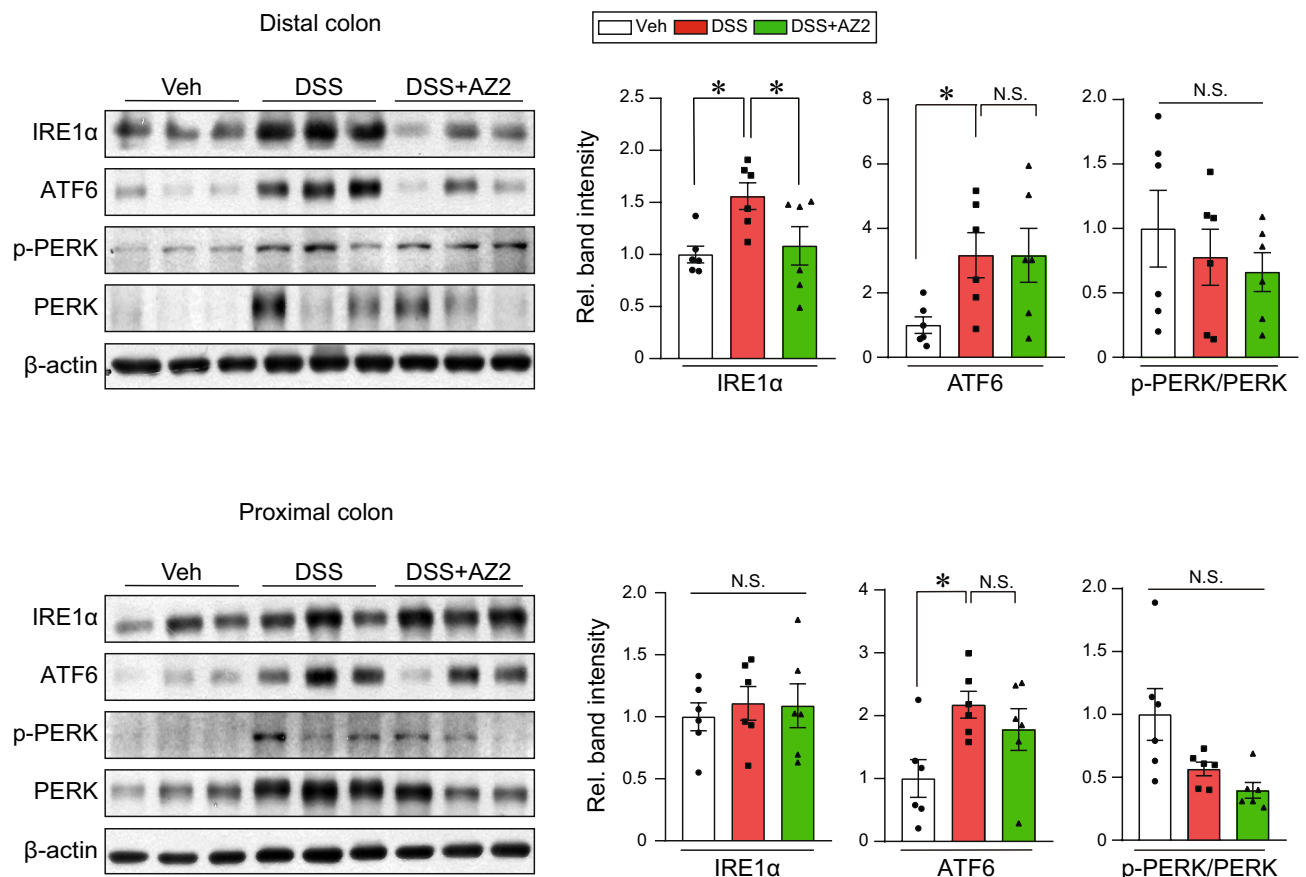 Distal colon
Veh DSS DSS+AZ2
Veh DSS DSS+AZ2
IRE1α
ATF6
p-PERK
PERK
β-actin
Rel. band intensity
2.5
2.0
1.5
1.0
0.5
0
* *
IRE1α
8
6
4
2
0
* N.S.
ATF6
2.0
1.5
1.0
0.5
0
N.S.
p-PERK/PERK
Proximal colon
Veh DSS DSS+AZ2
IRE1α
ATF6
p-PERK
PERK
β-actin
Rel. band intensity
2.0
1.5
1.0
0.5
0
N.S.
IRE1α
4
3
2
1
0
* N.S.
ATF6
2.0
1.5
1.0
0.5
0
N.S.
p-PERK/PERK